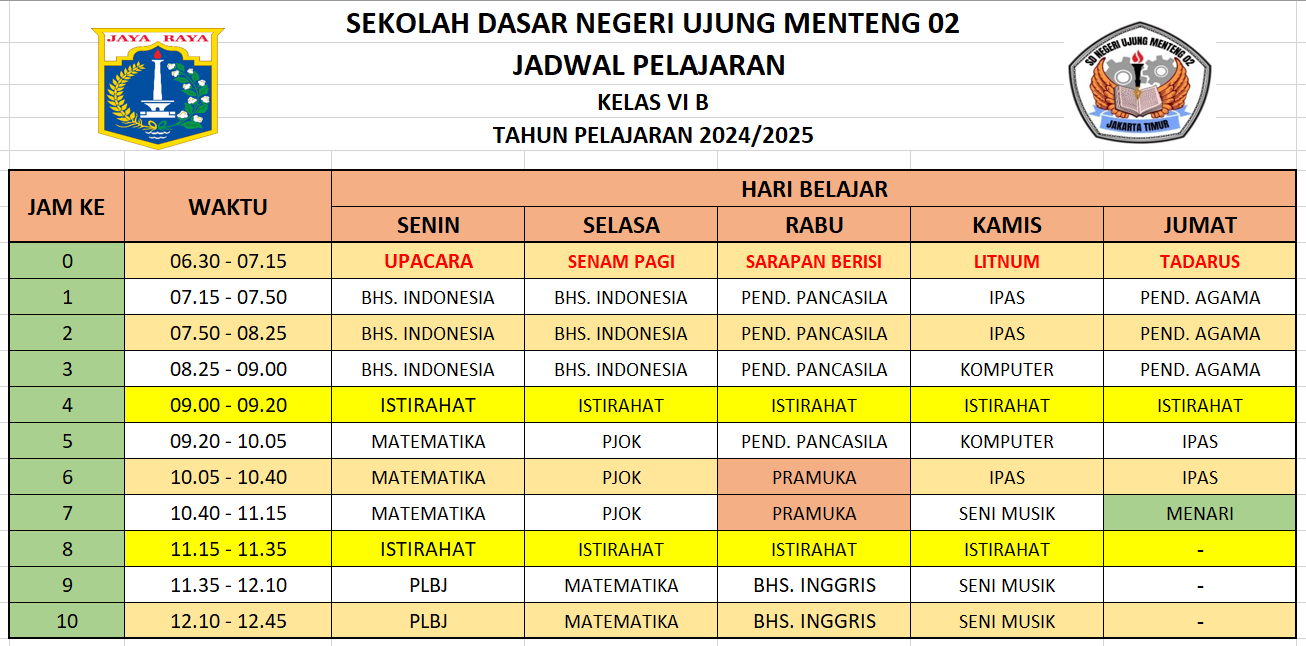 SEKOLAH DASAR NEGERI UJUNG MENTENG 02
JADWAL PELAJARAN
KELAS VI B
TAHUN PELAJARAN 2024/2025
JAYA RAYA
SD NEGERI UJUNG MENTENG 02
JAKARTA TIMUR
JAM KE WAKTU HARI BELAJAR
SENIN SELASA RABU KAMIS JUMAT
0 06.30 - 07.15 UPACARA SENAM PAGI SARAPAN BERISI LITNUM TADARUS
1 07.15 - 07.50 BHS. INDONESIA BHS. INDONESIA PEND. PANCASILA IPAS PEND. AGAMA
2 07.50 - 08.25 BHS. INDONESIA BHS. INDONESIA PEND. PANCASILA IPAS PEND. AGAMA
3 08.25 - 09.00 BHS. INDONESIA BHS. INDONESIA PEND. PANCASILA KOMPUTER PEND. AGAMA
4 09.00 - 09.20 ISTIRAHAT ISTIRAHAT ISTIRAHAT ISTIRAHAT ISTIRAHAT
5 09.20 - 10.05 MATEMATIKA PJOK PEND. PANCASILA KOMPUTER IPAS
6 10.05 - 10.40 MATEMATIKA PJOK PRAMUKA IPAS IPAS
7 10.40 - 11.15 MATEMATIKA PJOK PRAMUKA SENI MUSIK MENARI
8 11.15 - 11.35 ISTIRAHAT ISTIRAHAT ISTIRAHAT ISTIRAHAT -
9 11.35 - 12.10 PLBJ MATEMATIKA BHS. INGGRIS SENI MUSIK -
10 12.10 - 12.45 PLBJ MATEMATIKA BHS. INGGRIS SENI MUSIK -